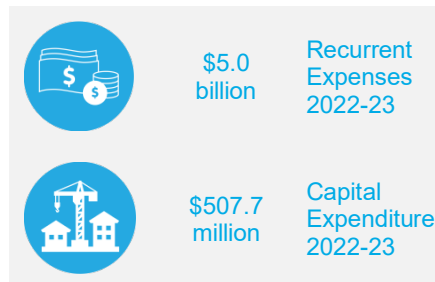 $
$
$5.0
billion
Recurrent
Expenses
2022-23
$507.7
million
Capital
Expenditure
2022-23